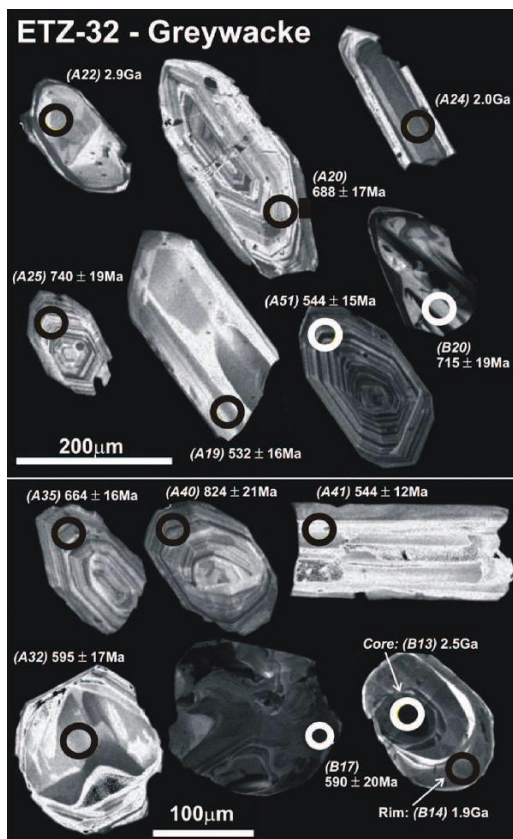 ETZ-32 - Greywacke
(A22) 2.9Ga
(A24) 2.0Ga
(A20)
688 ± 17Ma
(A25) 740 ± 19Ma
(A51) 544 ± 15Ma
(B20)
715 ± 19Ma
200μm
(A19) 532 ± 16Ma
(A35) 664 ± 16Ma
(A40) 824 ± 21Ma
(A41) 544 ± 12Ma
(A32) 595 ± 17Ma
Core: (B13) 2.5Ga
(B17)
590 ± 20Ma
100μm
Rim: (B14) 1.9Ga